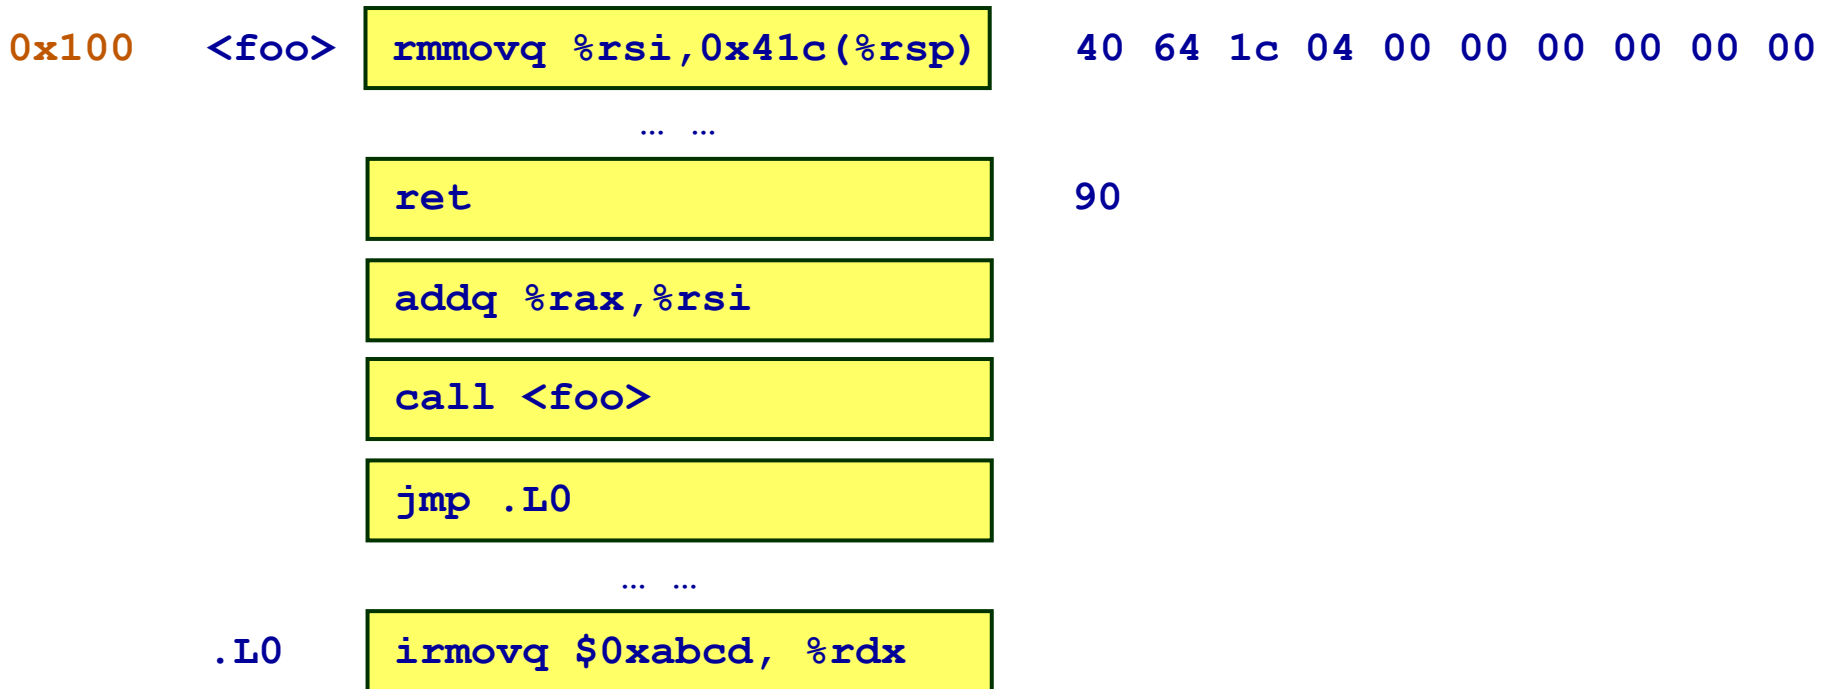 0x100 <foo> rmmovq %rsi,0x41c(%rsp) 40 64 1c 04 00 00 00 00 00 00
… …
ret 90
addq %rax,%rsi
call <foo>
jmp .L0
… …
.L0 irmovq $0xabcd, %rdx